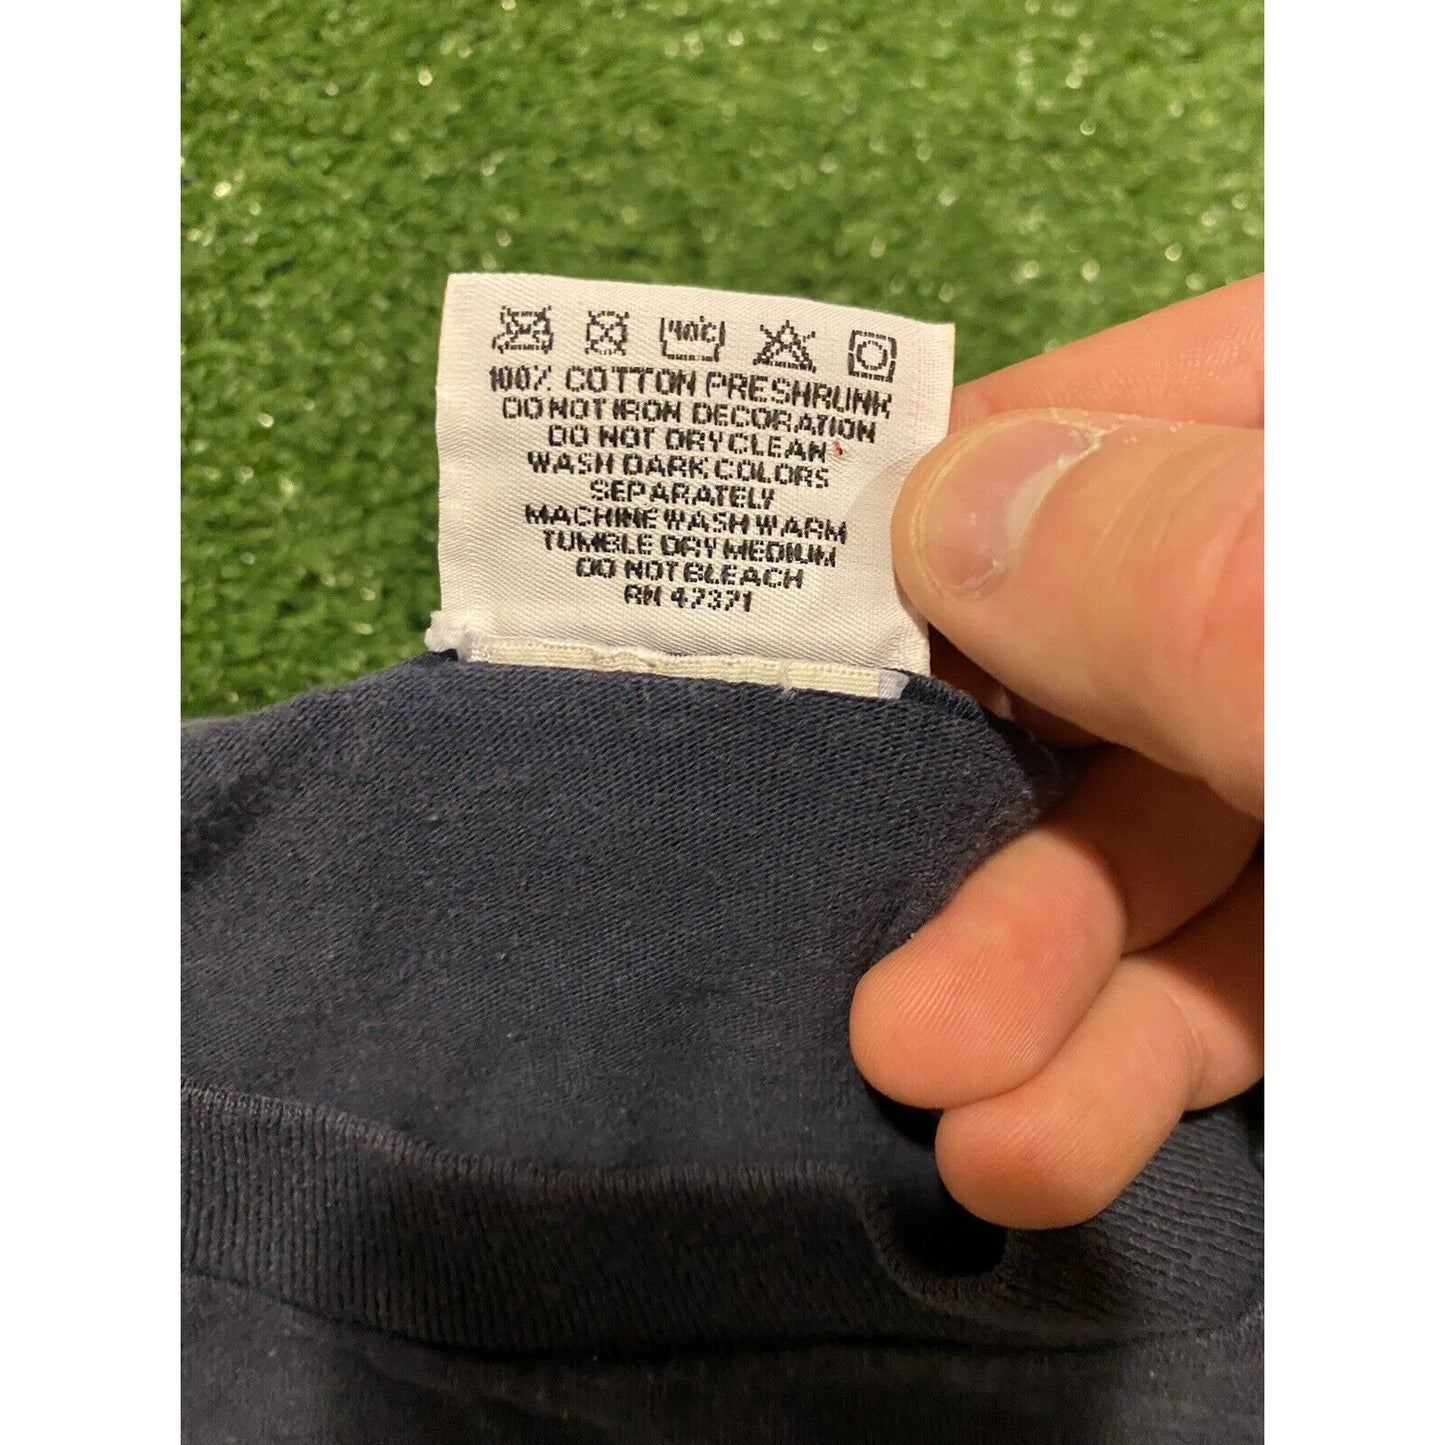 40°C
100% COTTON PRESHRUNK
DO NOT IRON DECORATION
DO NOT DRY CLEAN
WASH DARK COLORS
SEPARATELY
MACHINE WASH WARM
TUMBLE DRY MEDIUM
DO NOT BLEACH
RN 47371